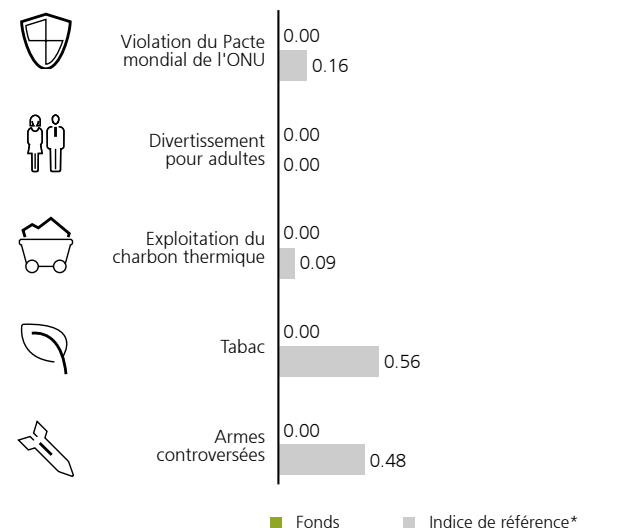 0.00
Violation du Pacte
mondial de l'ONU
0.16
0.00
Divertissement
pour adultes
0.00
0.00
Exploitation du
charbon thermique
0.09
0.00
Tabac
0.56
0.00
Armes
controversées
0.48
Fonds Indice de référence*